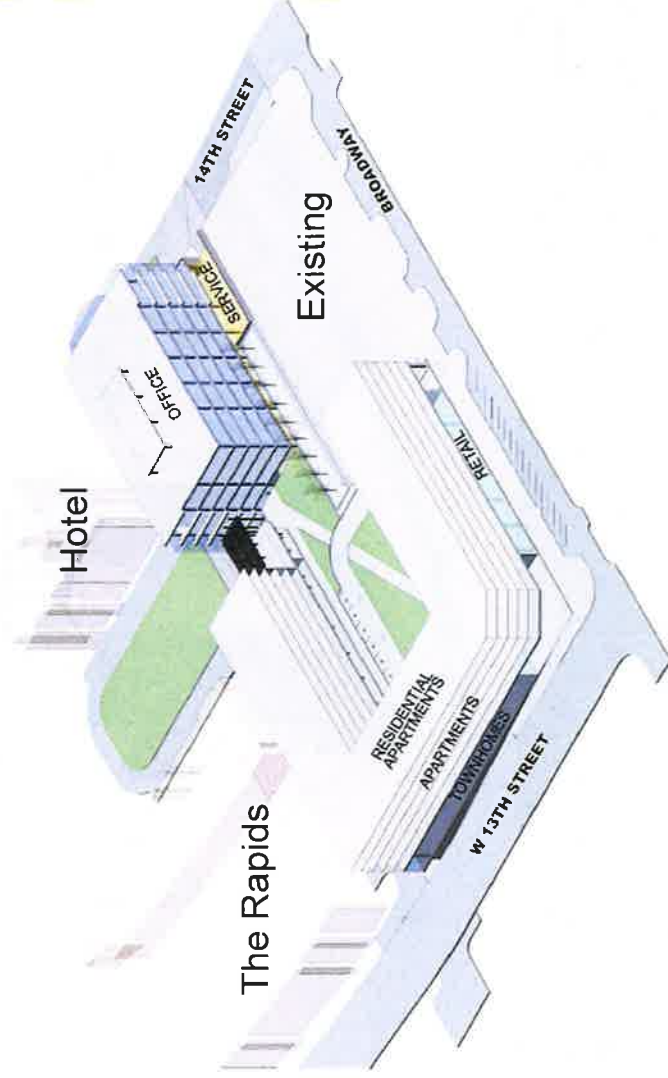 14TH STREET
Hotel
OFFICE
SERVICE
Existing
BROADWAY
The Rapids
RESIDENTIAL
APARTMENTS
APARTMENTS
TOWNHOMES
RETAIL
W 13TH STREET